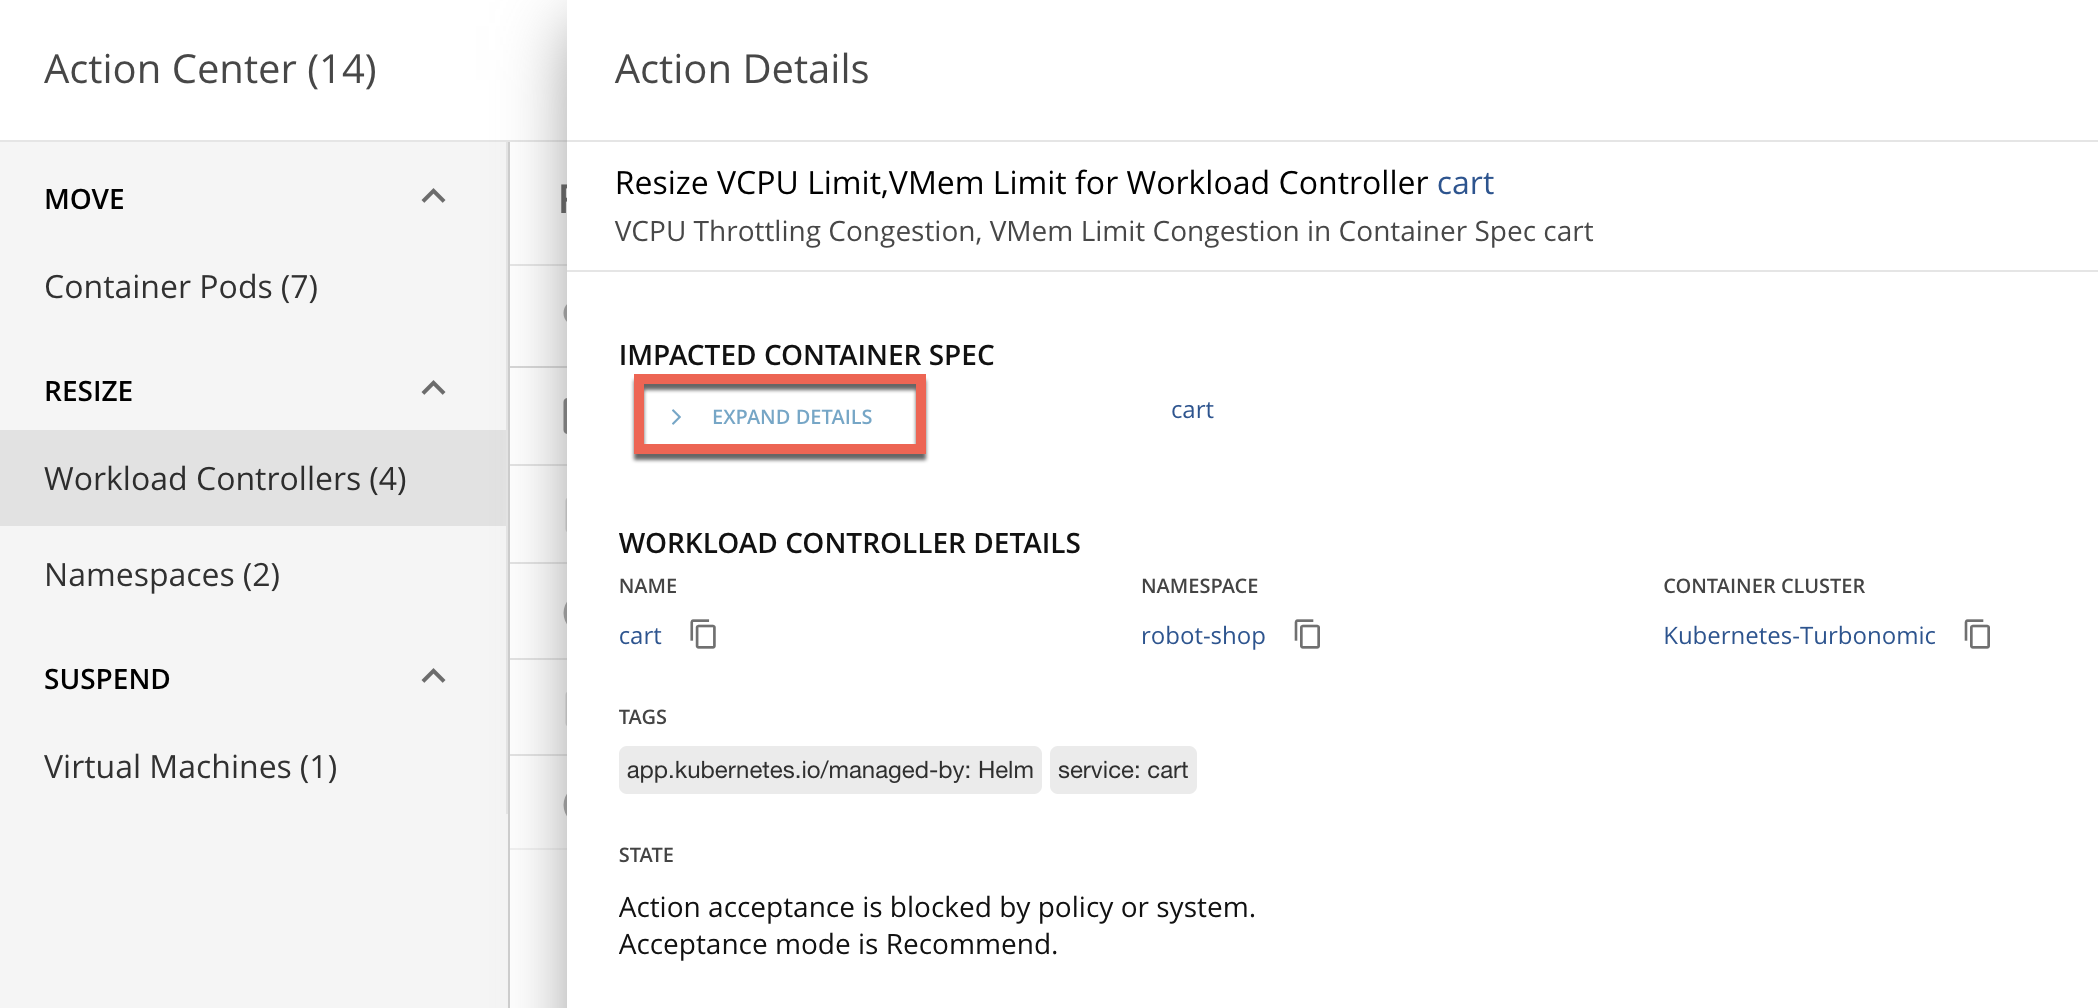 Action Center (14)
MOVE
Container Pods (7)
RESIZE
Workload Controllers (4)
Namespaces (2)
SUSPEND
Virtual Machines (1)
Action Details
Resize VCPU Limit,VMem Limit for Workload Controller cart
VCPU Throttling Congestion, VMem Limit Congestion in Container Spec cart
IMPACTED CONTAINER SPEC
EXPAND DETAILS
cart
WORKLOAD CONTROLLER DETAILS
NAME
NAMESPACE
CONTAINER CLUSTER
cart
robot-shop
Kubernetes-Turbonomic
TAGS
app.kubernetes.io/managed-by: Helm
service: cart
STATE
Action acceptance is blocked by policy or system.
Acceptance mode is Recommend.